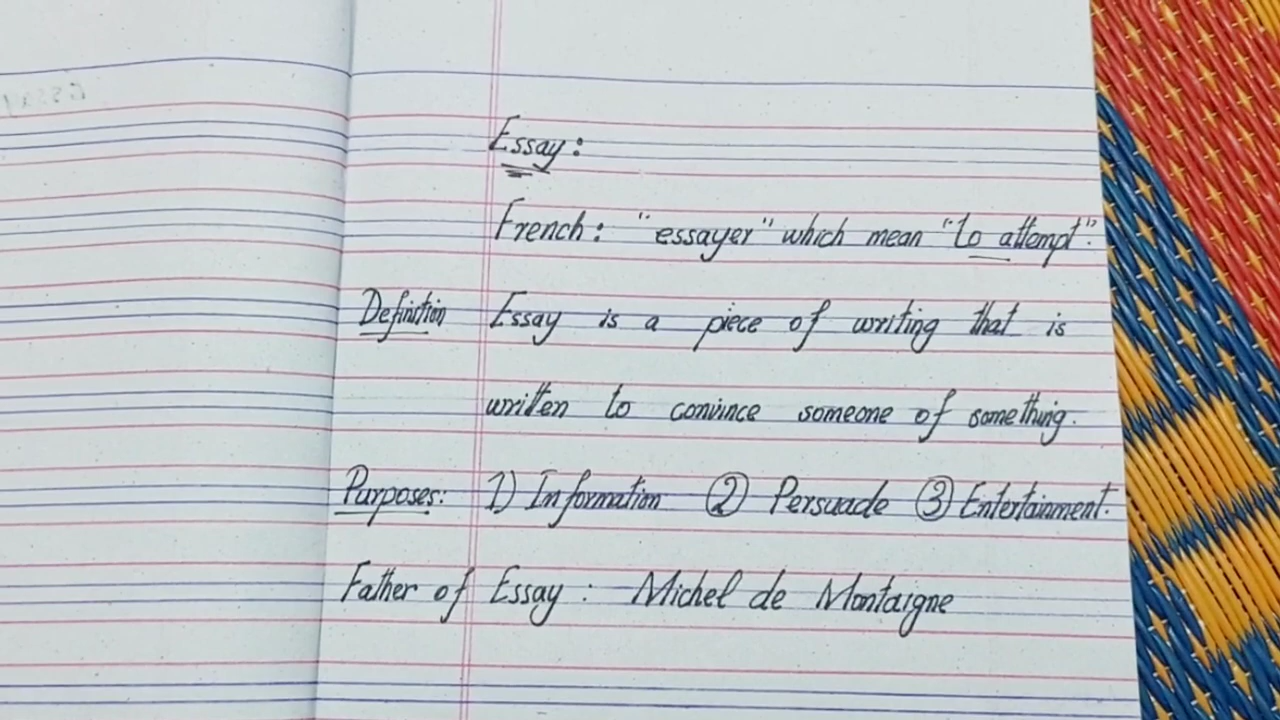 Essay:
French: "essayer" which mean "to attempt".
Definition Essay is a piece of writing that is
written to convince someone of something.
Purposes: 1) Information ② Persuade ③ Entertainment.
Father of Essay : Michel de Montaigne